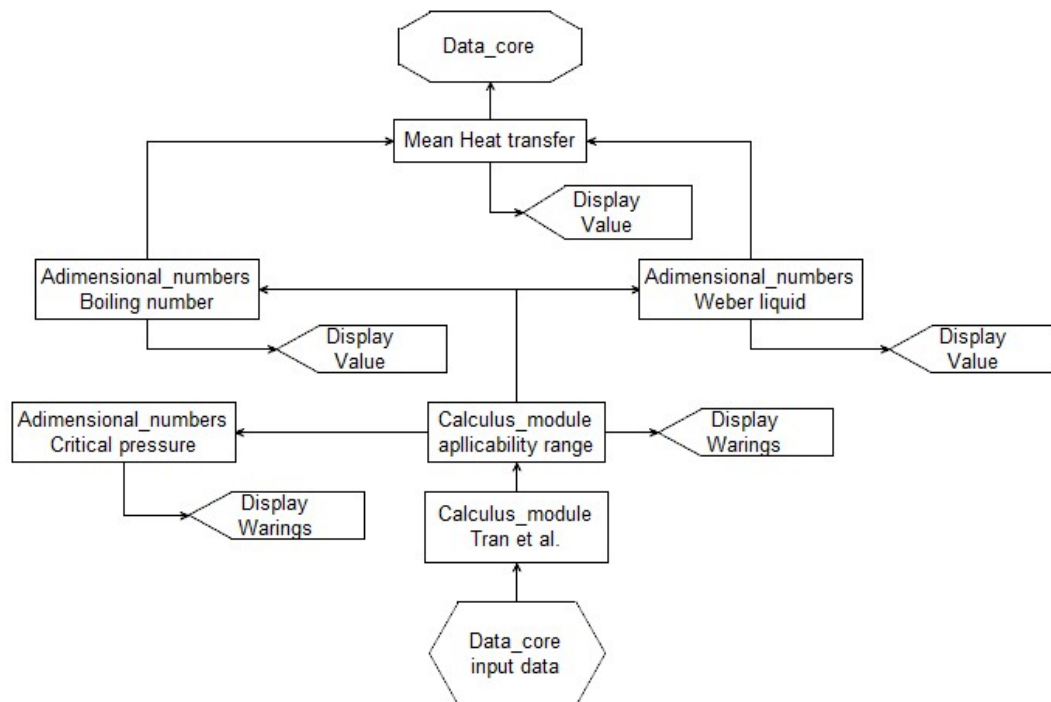 Data_core
Mean Heat transfer
Display
Value
Adimensional_numbers
Boiling number
Adimensional_numbers
Weber liquid
Display
Value
Display
Value
Adimensional_numbers
Critical pressure
Calculus_module
apllicability range
Display
Warings
Display
Warings
Calculus_module
Tran et al.
Data_core
input data